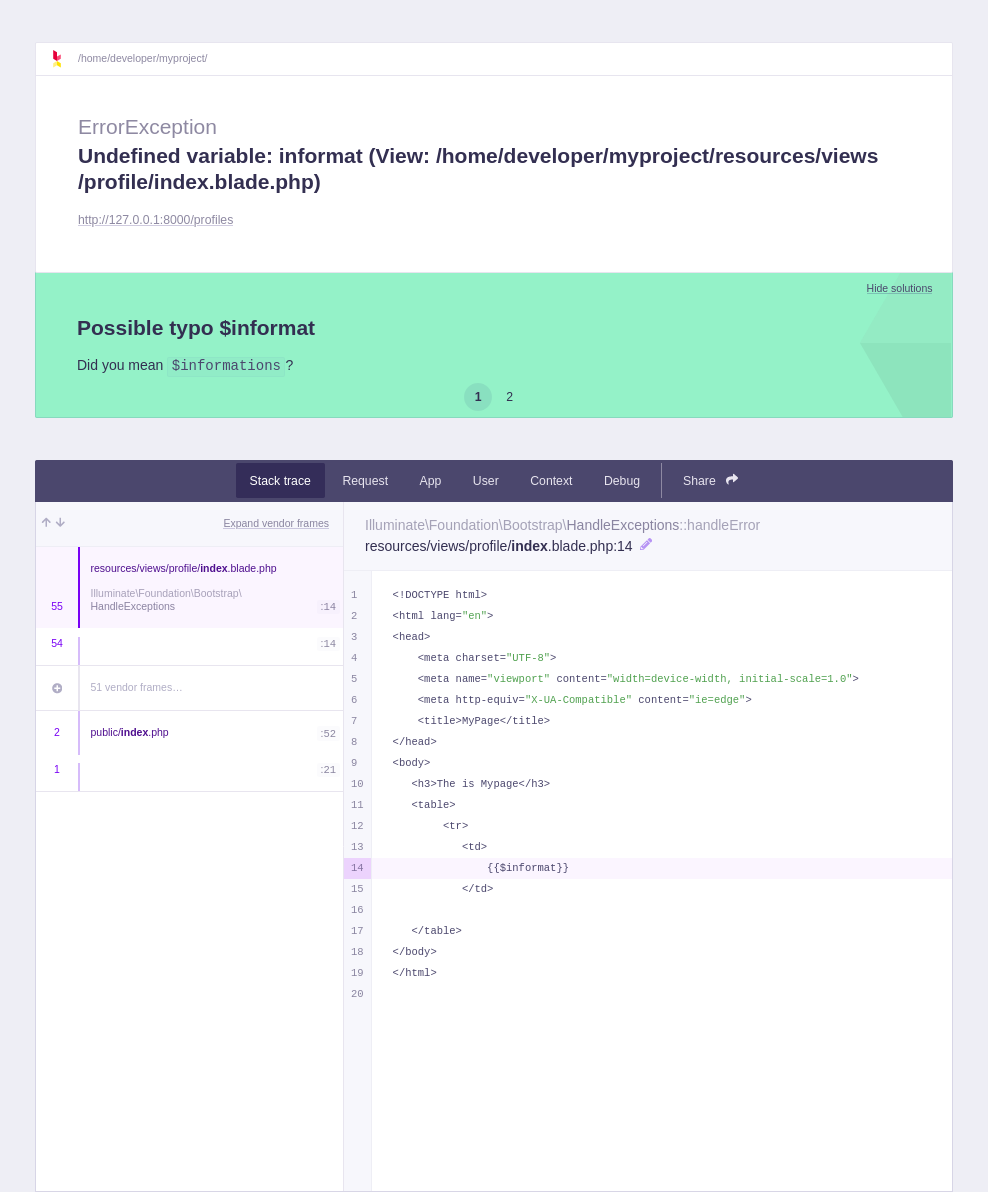 /home/developer/myproject/
ErrorException
Undefined variable: informat (View: /home/developer/myproject/resources/views
/profile/index.blade.php)
http://127.0.0.1:8000/profiles
Hide solutions
Possible typo $informat
Did you mean $informations?
1 2
Stack trace Request App User Context Debug Share
Expand vendor frames
resources/views/profile/index.blade.php
Illuminate\Foundation\Bootstrap\
55 HandleExceptions :14
54 :14
51 vendor frames…
2 public/index.php :52
1 :21
Illuminate\Foundation\Bootstrap\HandleExceptions::handleError
resources/views/profile/index.blade.php:14
1 <!DOCTYPE html>
2 <html lang="en">
3 <head>
4     <meta charset="UTF-8">
5     <meta name="viewport" content="width=device-width, initial-scale=1.0">
6     <meta http-equiv="X-UA-Compatible" content="ie=edge">
7     <title>MyPage</title>
8 </head>
9 <body>
10    <h3>The is Mypage</h3>
11    <table>
12         <tr>
13            <td>
14                {{$informat}}
15            </td>
16
17    </table>
18 </body>
19 </html>
20